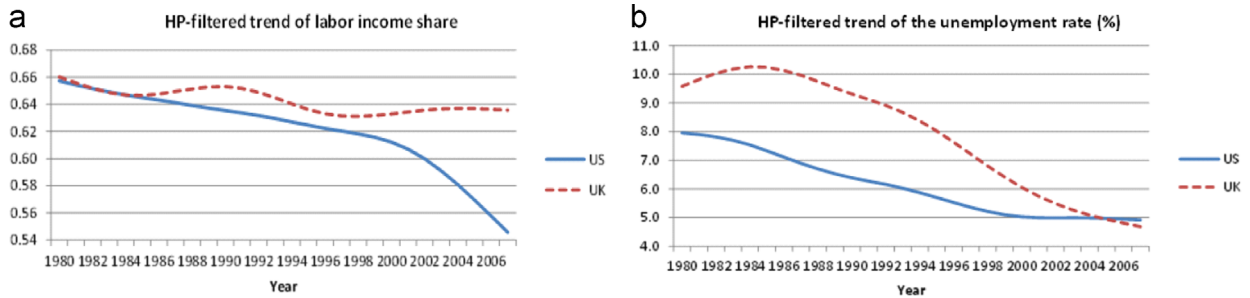 a
HP-filtered trend of labor income share
0.68
0.66
0.64
0.62
0.60
0.58
0.56
0.54
1980 1982 1984 1986 1988 1990 1992 1994 1996 1998 2000 2002 2004 2006
Year
US
UK
b
HP-filtered trend of the unemployment rate (%)
11.0
10.0
9.0
8.0
7.0
6.0
5.0
4.0
1980 1982 1984 1986 1988 1990 1992 1994 1996 1998 2000 2002 2004 2006
Year
US
UK